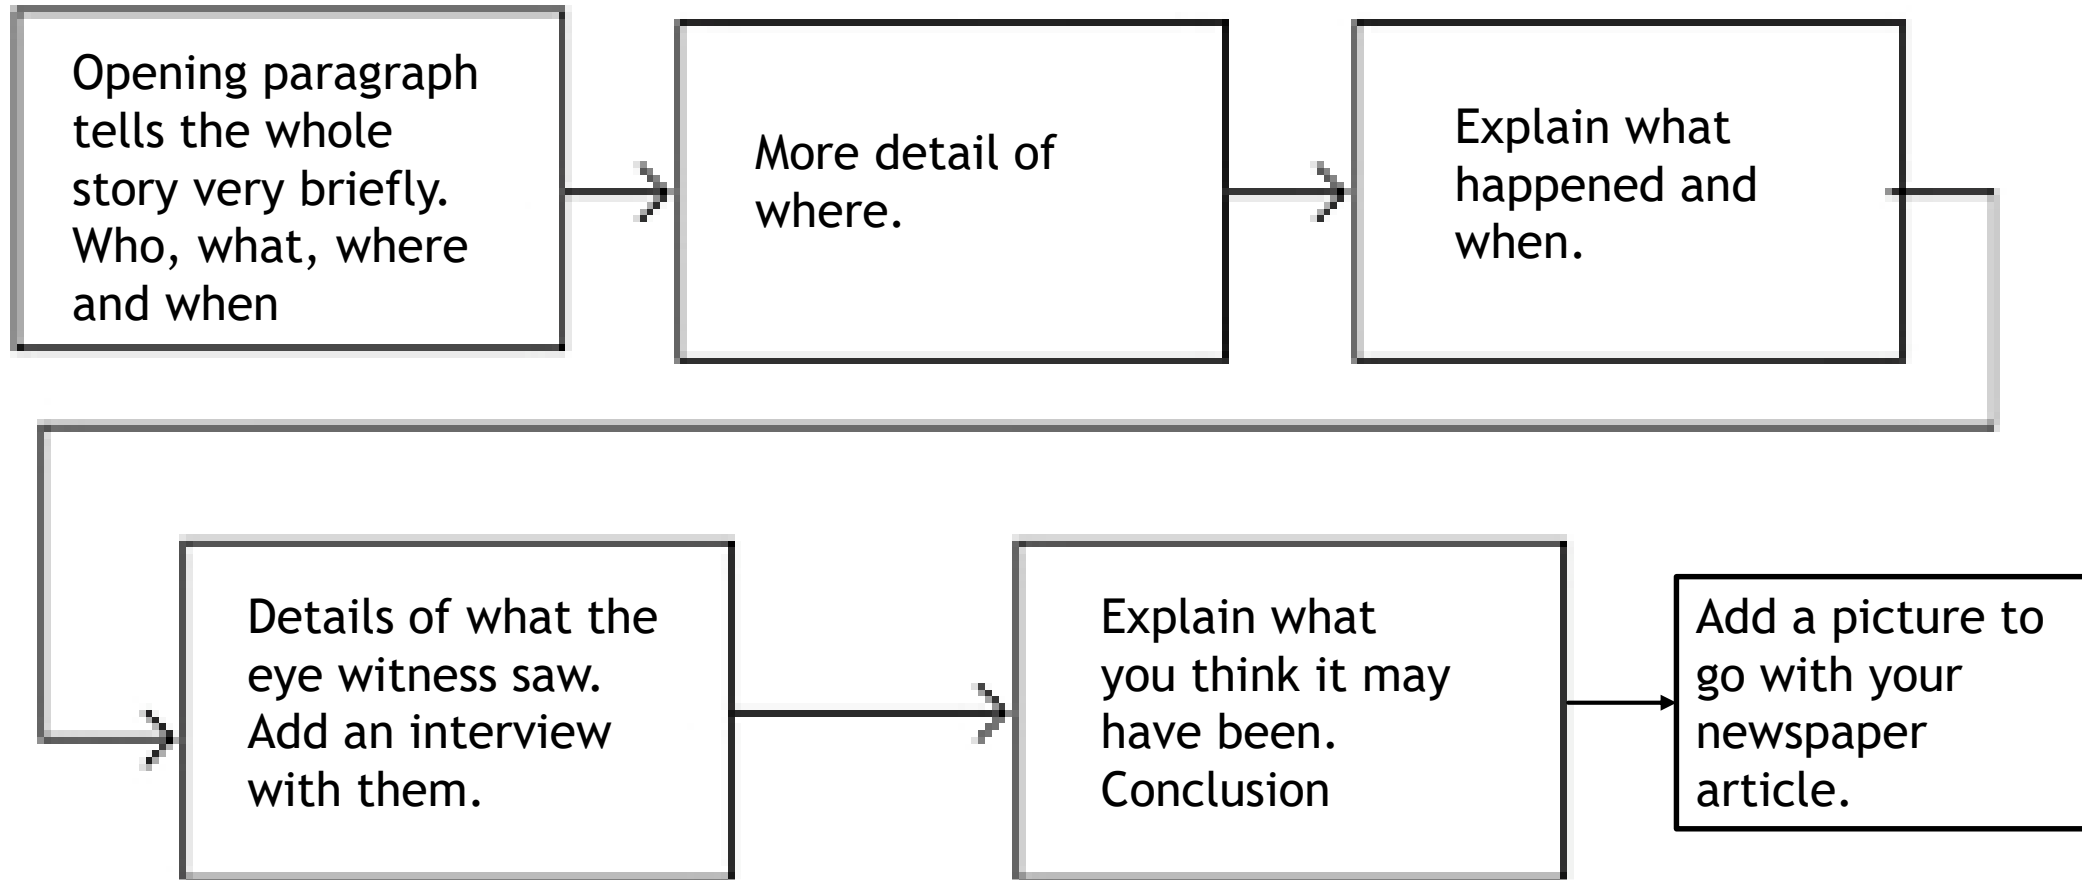 Opening paragraph
tells the whole
story very briefly.
Who, what, where
and when
More detail of
where.
Explain what
happened and
when.
Details of what the
eye witness saw.
Add an interview
with them.
Explain what
you think it may
have been.
Conclusion
Add a picture to
go with your
newspaper
article.